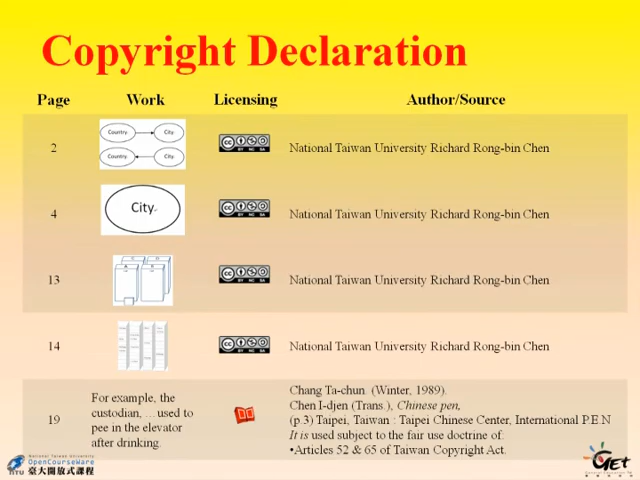 Copyright Declaration
Page Work Licensing Author/Source
2 Country City National Taiwan University Richard Rong-bin Chen
Country City
4 City National Taiwan University Richard Rong-bin Chen
13 National Taiwan University Richard Rong-bin Chen
14 National Taiwan University Richard Rong-bin Chen
19
For example, the
custodian, …used to
pee in the elevator
after drinking.
Chang Ta-chun. (Winter, 1989).
Chen I-djen (Trans.), Chinese pen,
(p.3) Taipei, Taiwan : Taipei Chinese Center, International P.E.N
It is used subject to the fair use doctrine of:
•Articles 52 & 65 of Taiwan Copyright Act.
National Taiwan University
OpenCourseWare
NTU 臺大開放式課程
GET